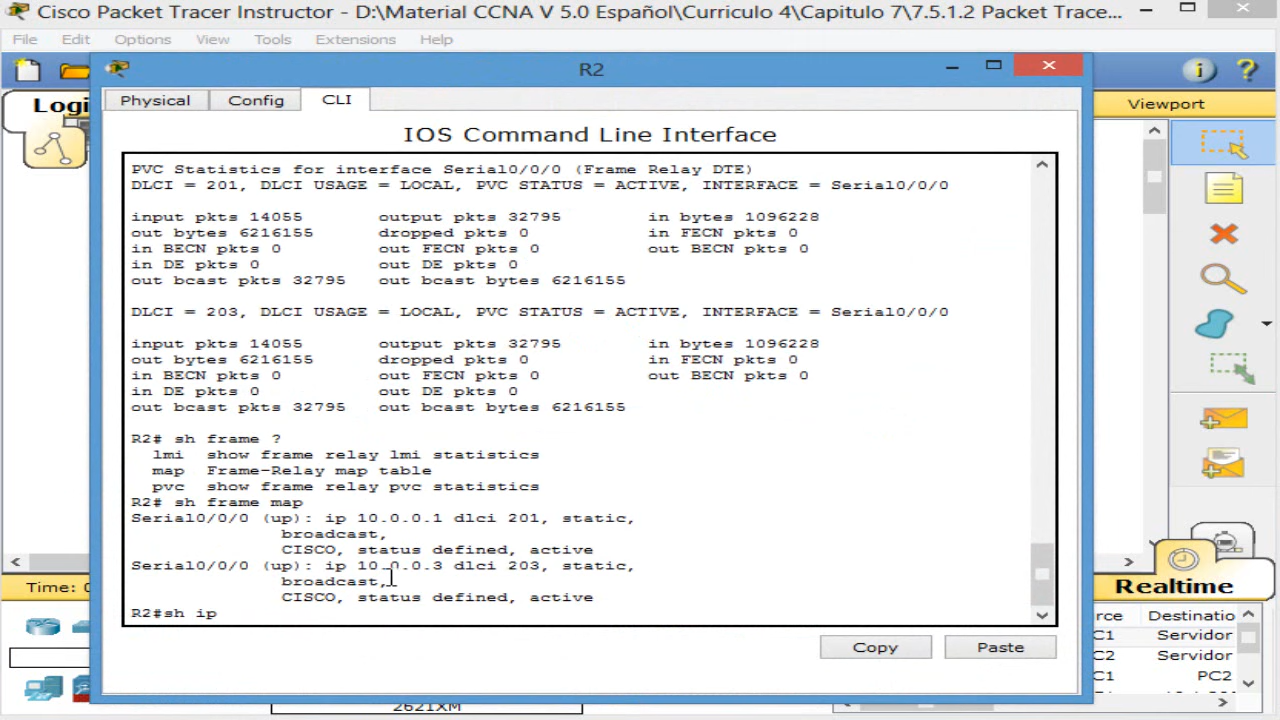 Cisco Packet Tracer Instructor - D:\Material CCNA V 5.0 Español\Curriculo 4\Capitulo 7\7.5.1.2 Packet Trace...
File Edit Options View Tools Extensions Help
R2
Logi
Viewport
Physical Config CLI
IOS Command Line Interface
PVC Statistics for interface Serial0/0/0 (Frame Relay DTE)
DLCI = 201, DLCI USAGE = LOCAL, PVC STATUS = ACTIVE, INTERFACE = Serial0/0/0
input pkts 14055 output pkts 32795 in bytes 1096228
out bytes 6216155 dropped pkts 0 in FECN pkts 0
in BECN pkts 0 out FECN pkts 0 out BECN pkts 0
in DE pkts 0 out DE pkts 0
out bcast pkts 32795 out bcast bytes 6216155
DLCI = 203, DLCI USAGE = LOCAL, PVC STATUS = ACTIVE, INTERFACE = Serial0/0/0
input pkts 14055 output pkts 32795 in bytes 1096228
out bytes 6216155 dropped pkts 0 in FECN pkts 0
in BECN pkts 0 out FECN pkts 0 out BECN pkts 0
in DE pkts 0 out DE pkts 0
out bcast pkts 32795 out bcast bytes 6216155
R2# sh frame ?
lmi show frame relay lmi statistics
map Frame-Relay map table
pvc show frame relay pvc statistics
R2# sh frame map
Serial0/0/0 (up): ip 10.0.0.1 dlci 201, static,
broadcast,
CISCO, status defined, active
Serial0/0/0 (up): ip 10.0.0.3 dlci 203, static,
broadcast,
CISCO, status defined, active
R2#sh ip
Copy Paste
Time: 0
Realtime
rce Destinatio
C1 Servidor
C2 Servidor
C1 PC2
2621XM